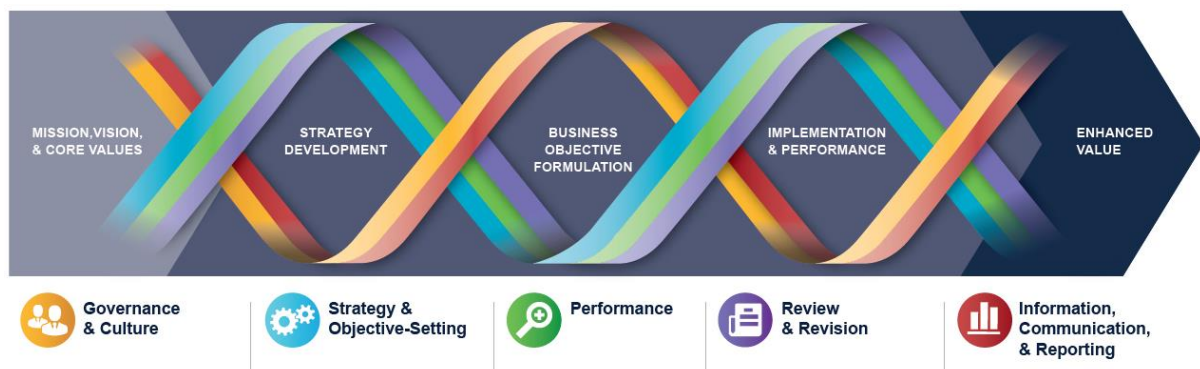 MISSION,VISION,
& CORE VALUES
STRATEGY
DEVELOPMENT
BUSINESS
OBJECTIVE
FORMULATION
IMPLEMENTATION
& PERFORMANCE
ENHANCED
VALUE
Governance
& Culture
Strategy &
Objective-Setting
Performance
Review
& Revision
Information,
Communication,
& Reporting